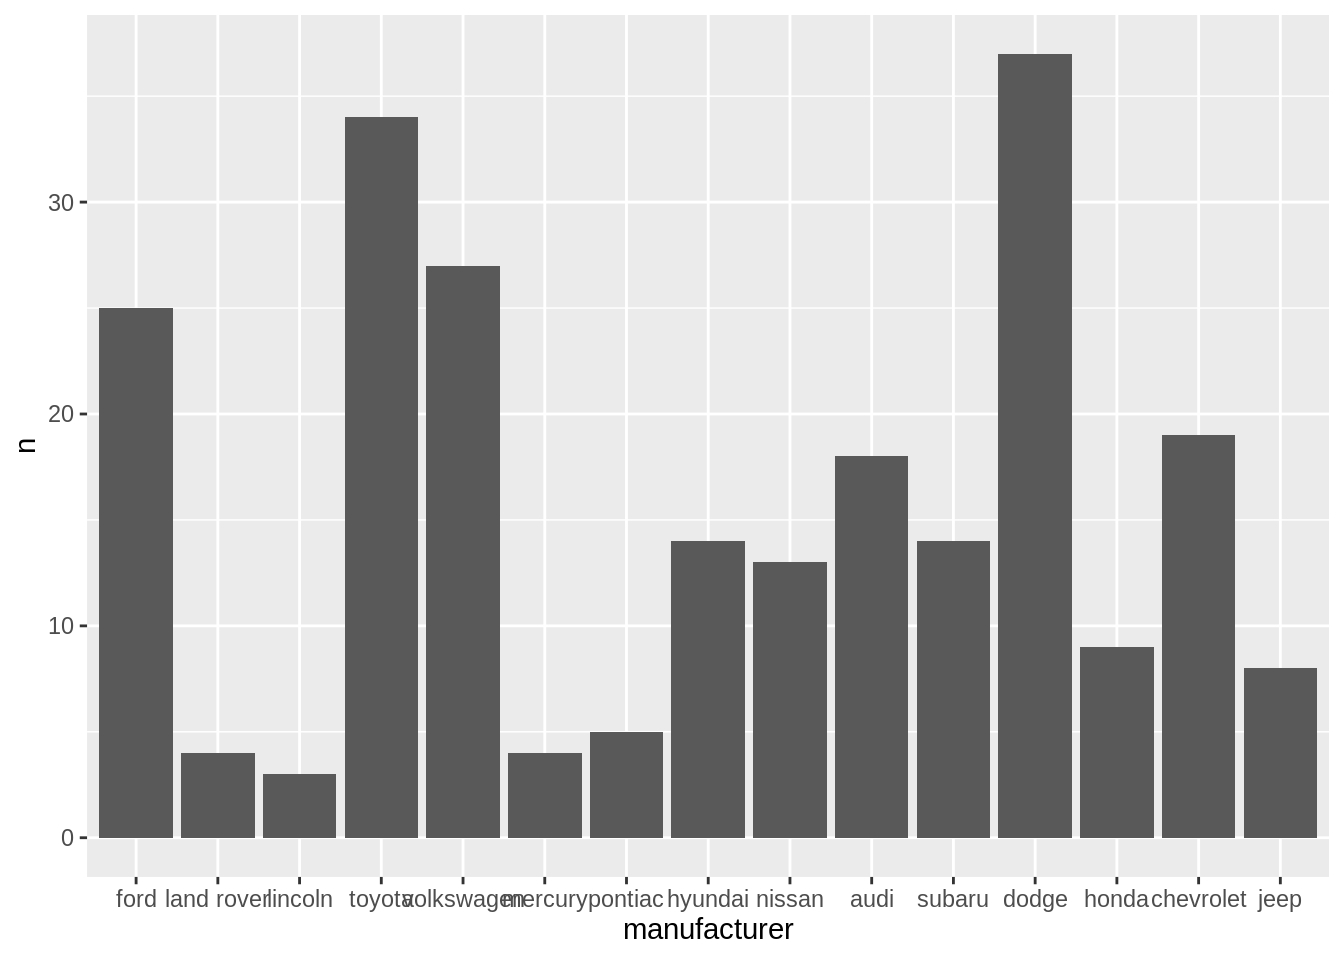 30
20
10
0
n
ford land rover lincoln toyota volkswagen mercury pontiac hyundai nissan audi subaru dodge honda chevrolet jeep
manufacturer